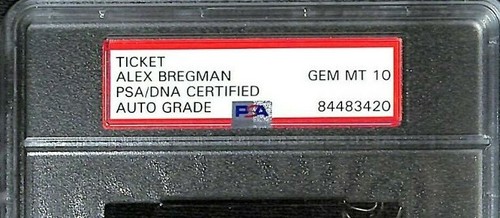 TICKET
ALEX BREGMAN GEM MT 10
PSA/DNA CERTIFIED
AUTO GRADE PSA 84483420